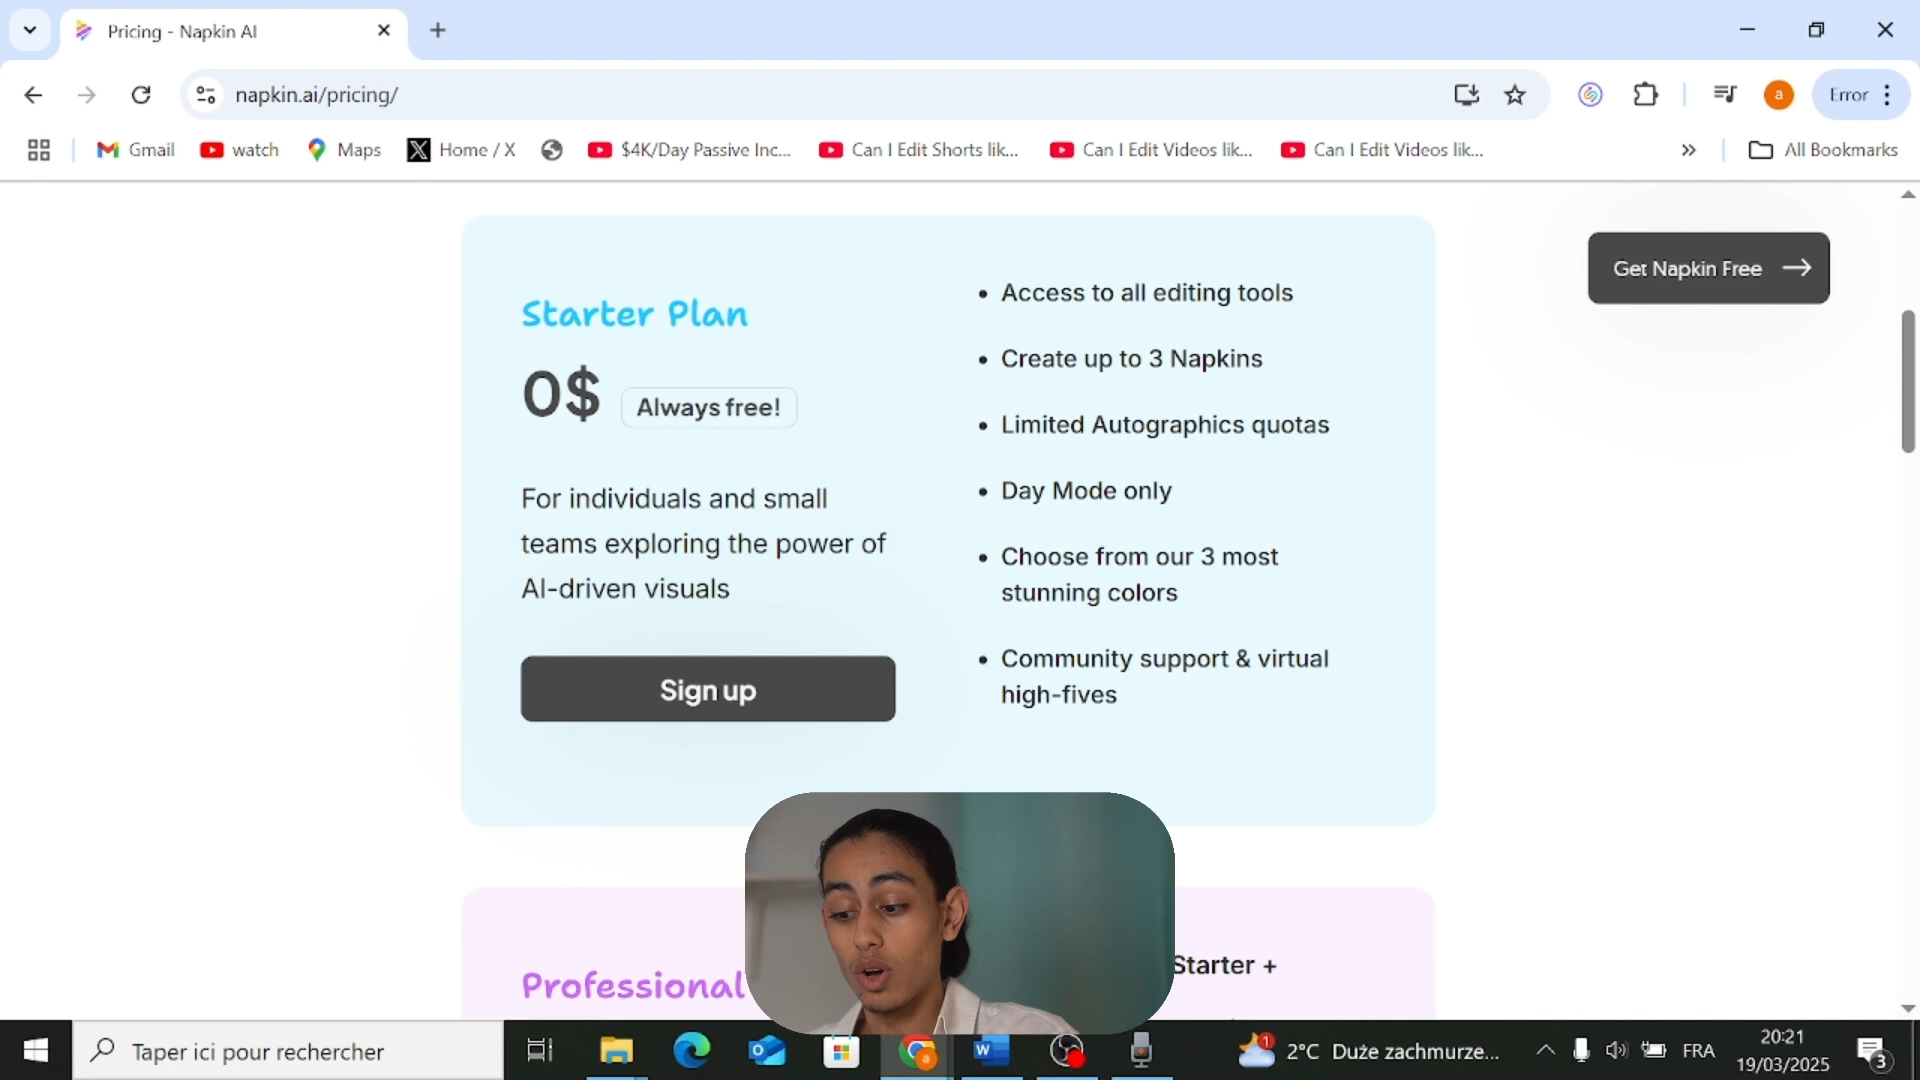 Pricing - Napkin AI
napkin.ai/pricing/
a
Error
Gmail
watch
Maps
Home / X
$4K/Day Passive Inc...
Can I Edit Shorts lik...
Can I Edit Videos lik...
Can I Edit Videos lik...
All Bookmarks
Get Napkin Free
Starter Plan
0$
Always free!
For individuals and small
teams exploring the power of
AI-driven visuals
Sign up
• Access to all editing tools
• Create up to 3 Napkins
• Limited Autographics quotas
• Day Mode only
• Choose from our 3 most
stunning colors
• Community support & virtual
high-fives
Professional
Starter +
Taper ici pour rechercher
1
2°C Duże zachmurze...
FRA
20:21
19/03/2025
3